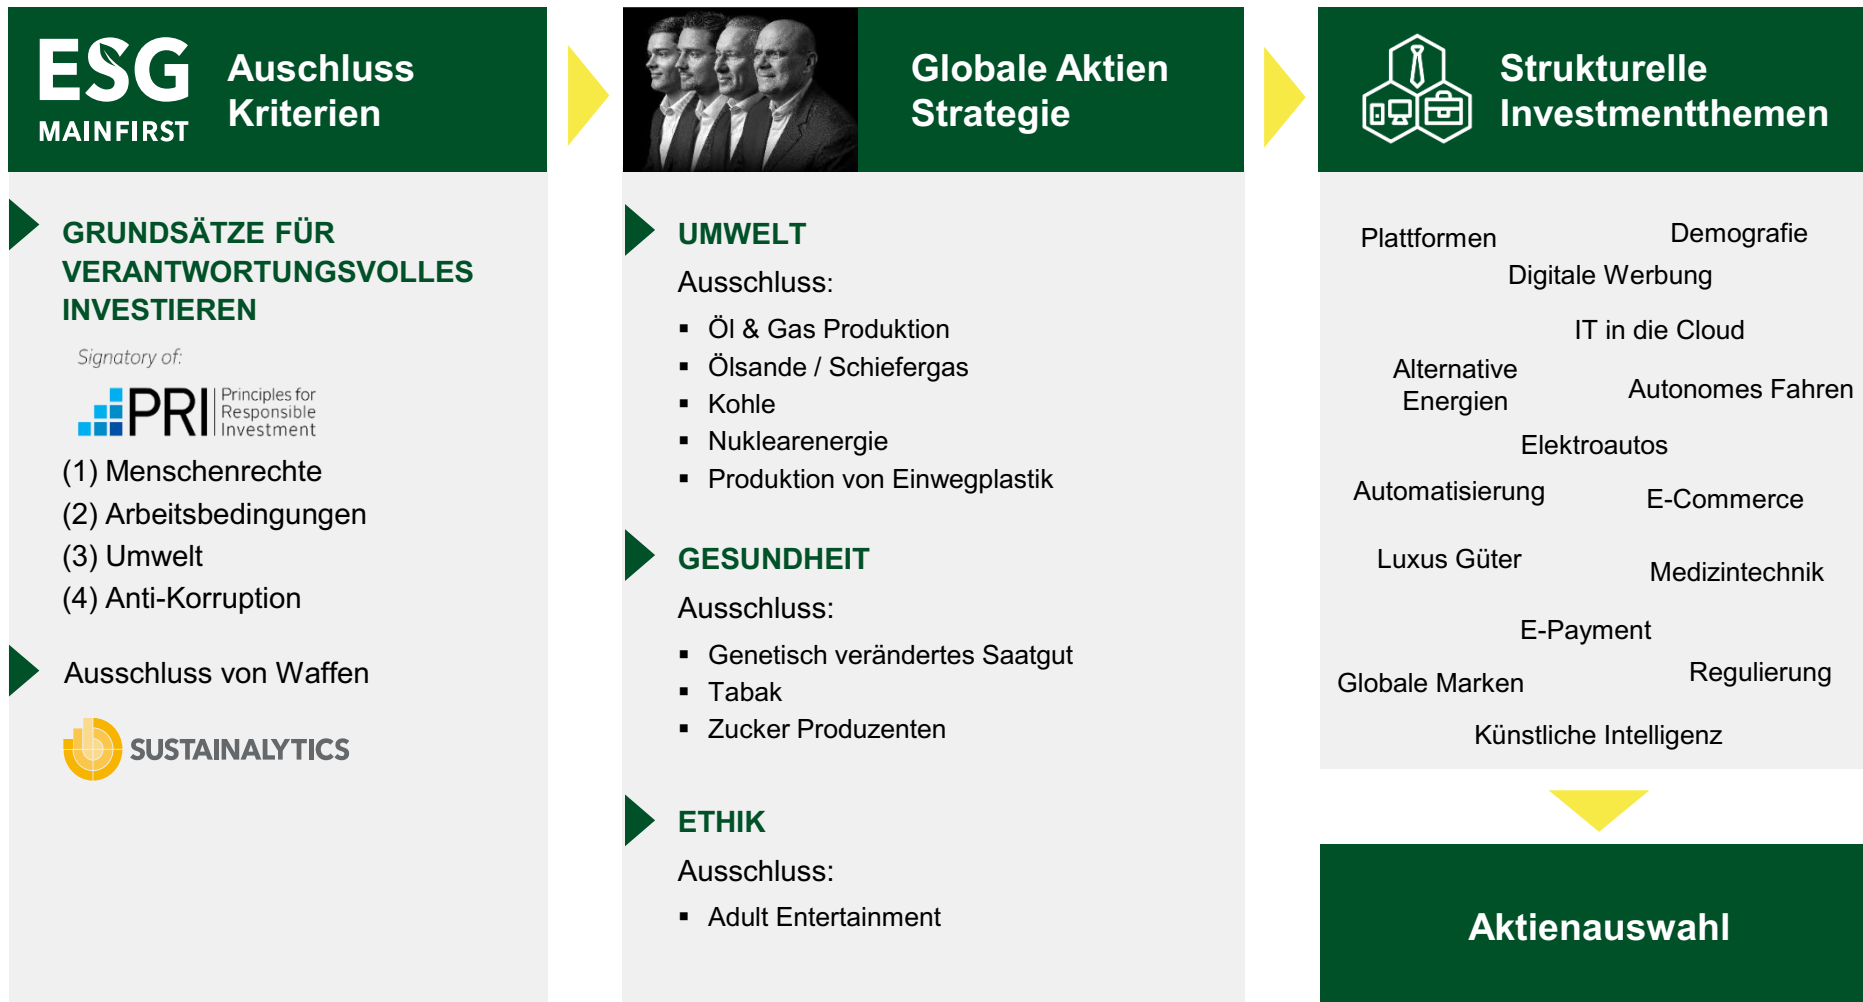 ESG
MAINFIRST
Auschluss
Kriterien
GRUNDSÄTZE FÜR
VERANTWORTUNGSVOLLES
INVESTIEREN
Signatory of:
PRI
Principles for
Responsible
Investment
(1) Menschenrechte
(2) Arbeitsbedingungen
(3) Umwelt
(4) Anti-Korruption
Ausschluss von Waffen
SUSTAINALYTICS
Globale Aktien
Strategie
UMWELT
Ausschluss:
▪ Öl & Gas Produktion
▪ Ölsande / Schiefergas
▪ Kohle
▪ Nuklearenergie
▪ Produktion von Einwegplastik
GESUNDHEIT
Ausschluss:
▪ Genetisch verändertes Saatgut
▪ Tabak
▪ Zucker Produzenten
ETHIK
Ausschluss:
▪ Adult Entertainment
Strukturelle
Investmentthemen
Plattformen
Demografie
Digitale Werbung
IT in die Cloud
Alternative
Energien
Autonomes Fahren
Elektroautos
Automatisierung
E-Commerce
Luxus Güter
Medizintechnik
E-Payment
Regulierung
Globale Marken
Künstliche Intelligenz
Aktienauswahl